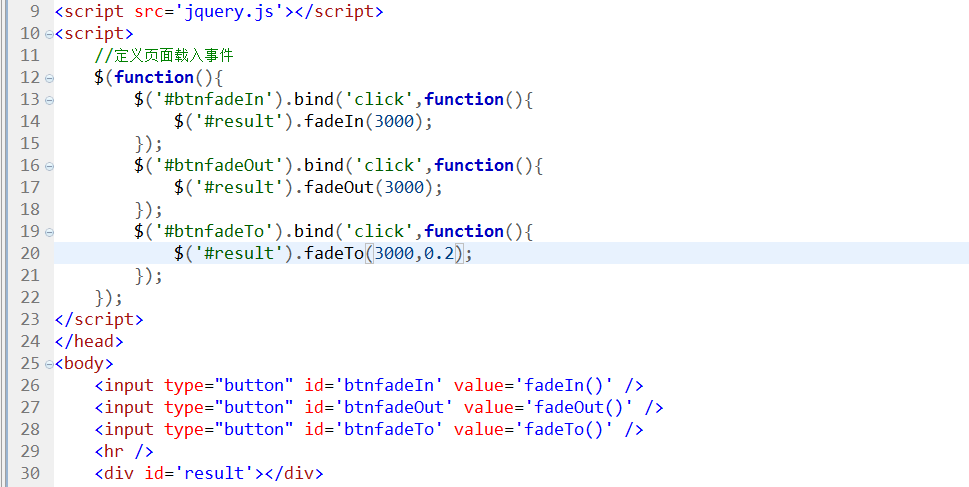 9 <script src='jquery.js'></script>
10 <script>
11     //定义页面载入事件
12     $(function(){
13         $('#btnfadeIn').bind('click',function(){
14             $('#result').fadeIn(3000);
15         });
16         $('#btnfadeOut').bind('click',function(){
17             $('#result').fadeOut(3000);
18         });
19         $('#btnfadeTo').bind('click',function(){
20             $('#result').fadeTo(3000,0.2);
21         });
22     });
23 </script>
24 </head>
25 <body>
26     <input type="button" id='btnfadeIn' value='fadeIn()' />
27     <input type="button" id='btnfadeOut' value='fadeOut()' />
28     <input type="button" id='btnfadeTo' value='fadeTo()' />
29     <hr />
30     <div id='result'></div>